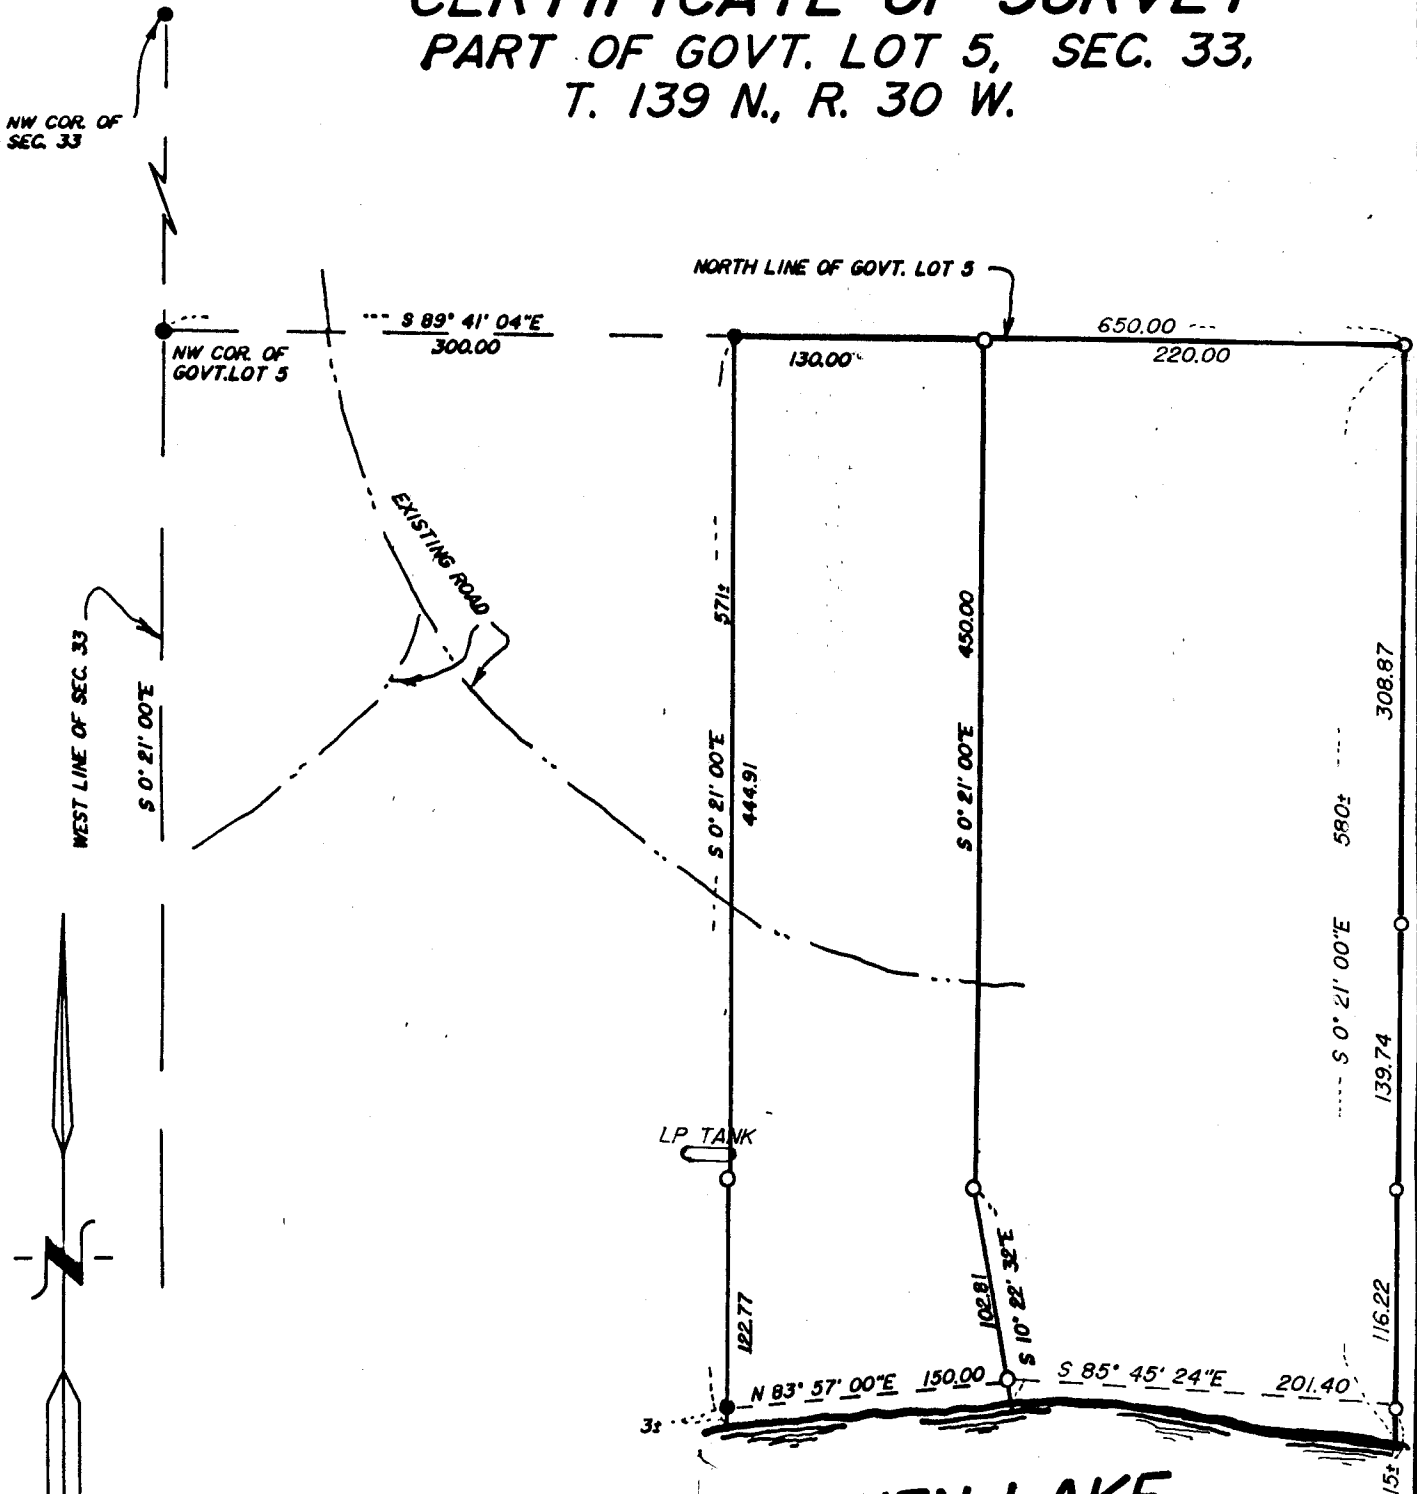 CERTIFICATE OF SURVEY
PART OF GOVT. LOT 5, SEC. 33,
T. 139 N., R. 30 W.
NW COR. OF
SEC. 33
NORTH LINE OF GOVT. LOT 5
S 89° 41' 04"E
300.00
650.00
130.00
220.00
NW COR. OF
GOVT. LOT 5
EXISTING ROAD
WEST LINE OF SEC. 33
S 0° 21' 00"E
571±
S 0° 21' 00"E
444.91
450.00
S 0° 21' 00"E
308.87
580±
S 0° 21' 00"E
139.74
LP TANK
N
122.77
102.81
S 10° 22' 32"E
116.22
N 83° 57' 00"E 150.00
S 85° 45' 24"E 201.40
3±
15±
LAKE